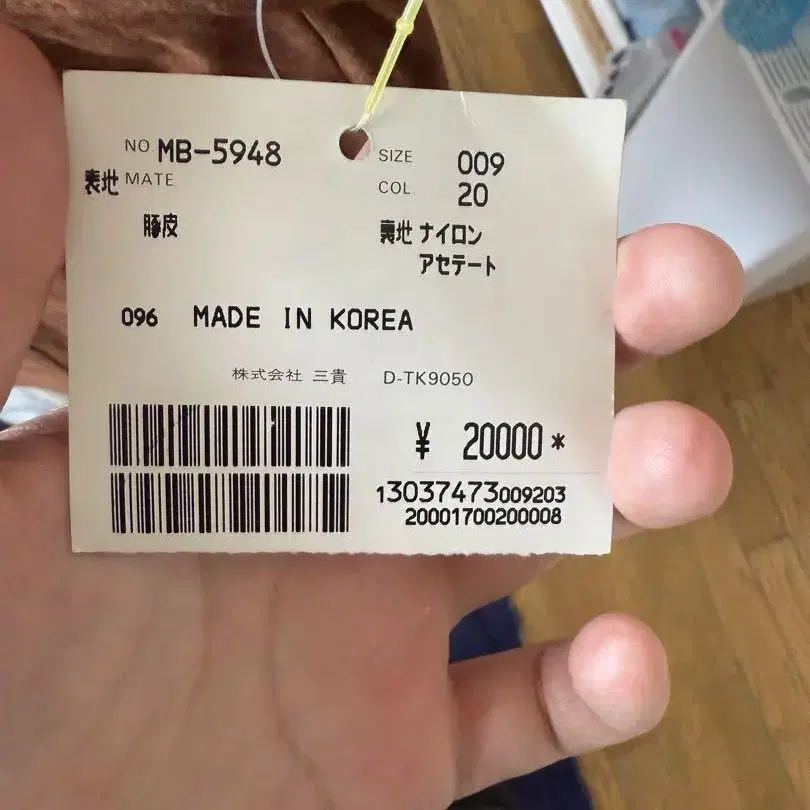 NO MB-5948 SIZE 009
表地 MATE COL. 20
豚皮 裏地 ナイロン
アセテート
096 MADE IN KOREA
株式会社 三貴 D-TK9050
¥ 20000*
13037473009203
20001700200008